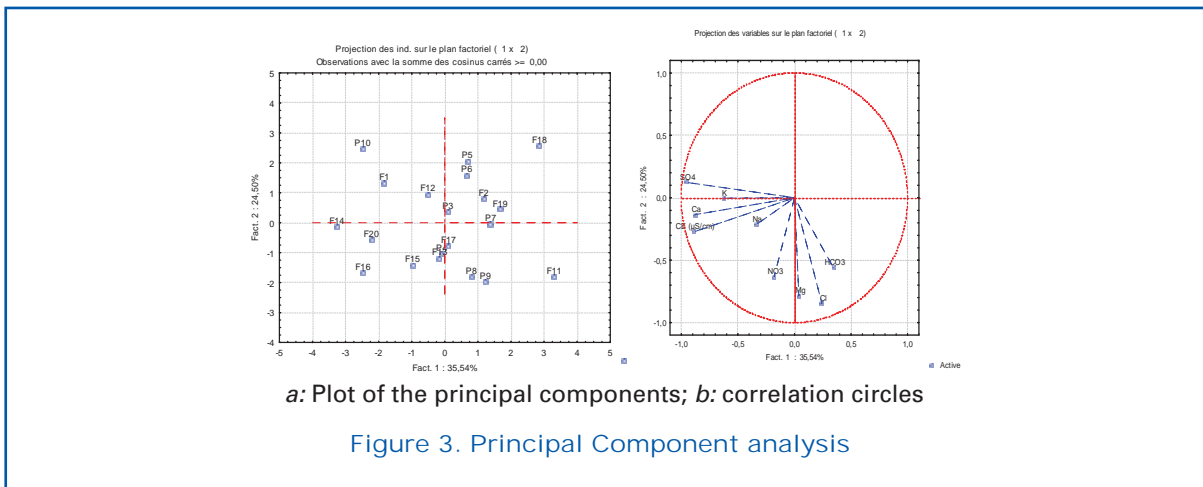 Projection des ind. sur le plan factoriel ( 1 x 2)
Observations avec la somme des cosinus carrés >= 0,00
5
4
3
2
1
0
-1
-2
-3
-4
Fact. 2 : 24,50%
P10
F18
P5
P6
F1
F12
F2
F19
P3
P7
F14
F20
F17
F13
F15
F16
P8
P9
F11
-5 -4 -3 -2 -1 0 1 2 3 4 5
Fact. 1 : 35,54%
Projection des variables sur le plan factoriel ( 1 x 2)
1,0
0,5
0,0
-0,5
-1,0
Fact. 2 : 24,50%
SO4
K
Ca
Na
(uS/cm)
HCO3
NO3
Mg
Cl
-1,0 -0,5 0,0 0,5 1,0
Fact. 1 : 35,54%
Active
a: Plot of the principal components; b: correlation circles
Figure 3. Principal Component analysis